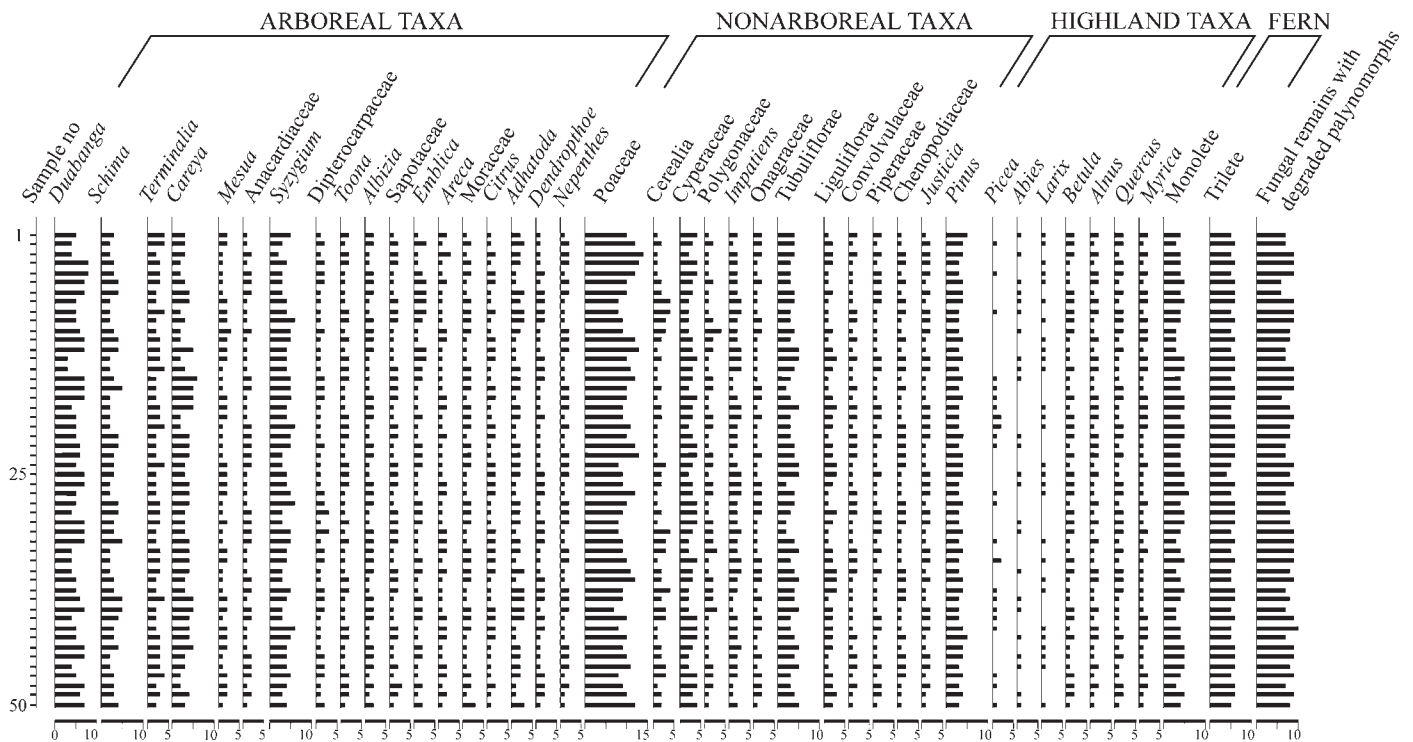 ARBOREAL TAXA NONARBOREAL TAXA HIGHLAND TAXA FERN
Sample no
Duabanga
Schima
Terminalia
Careya
Mesua
Anacardiaceae
Syzygium
Dipterocarpaceae
Toona
Albizia
Sapotaceae
Emblica
Areca
Moraceae
Citrus
Adhatoda
Dendropthoe
Nepenthes
Poaceae
Cerealia
Cyperaceae
Polygonaceae
Impatiens
Onagraceae
Tubuliflorae
Liguliflorae
Convolvulaceae
Piperaceae
Chenopodiaceae
Justicia
Pinus
Picea
Abies
Larix
Betula
Alnus
Quercus
Myrica
Monolete
Trilete
Fungal remains with
degraded palynomorphs
1
25
50
0 10 10 5 10 5 5 10 5 5 5 5 5 5 5 5 5 5 5 15 5 5 5 5 5 10 5 5 5 5 5 10 5 5 5 5 5 5 5 10 10 10